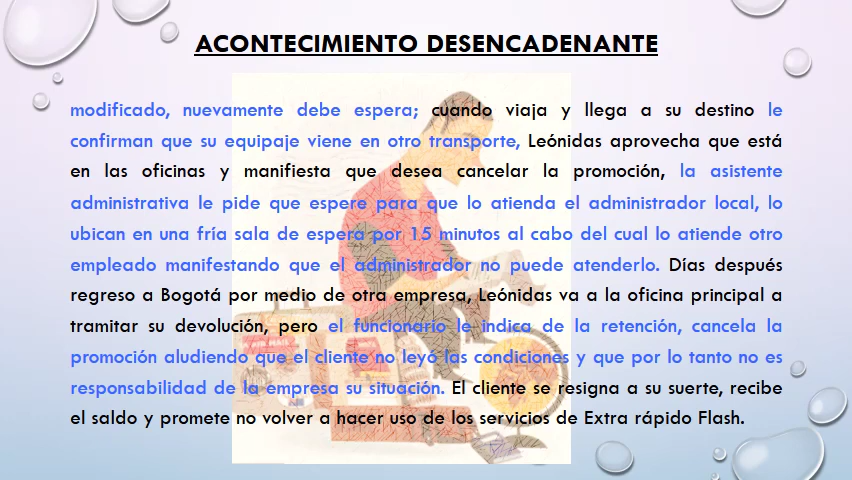 ACONTECIMIENTO DESENCADENANTE
modificado, nuevamente debe espera; cuando viaja y llega a su destino le
confirman que su equipaje viene en otro transporte, Leónidas aprovecha que está
en las oficinas y manifiesta que desea cancelar la promoción, la asistente
administrativa le pide que espere para que lo atienda el administrador local, lo
ubican en una fría sala de espera por 15 minutos al cabo del cual lo atiende otro
empleado manifestando que el administrador no puede atenderlo. Días después
regreso a Bogotá por medio de otra empresa, Leónidas va a la oficina principal a
tramitar su devolución, pero el funcionario le indica de la retención, cancela la
promoción aludiendo que el cliente no leyó las condiciones y que por lo tanto no es
responsabilidad de la empresa su situación. El cliente se resigna a su suerte, recibe
el saldo y promete no volver a hacer uso de los servicios de Extra rápido Flash.
AIR MAIL